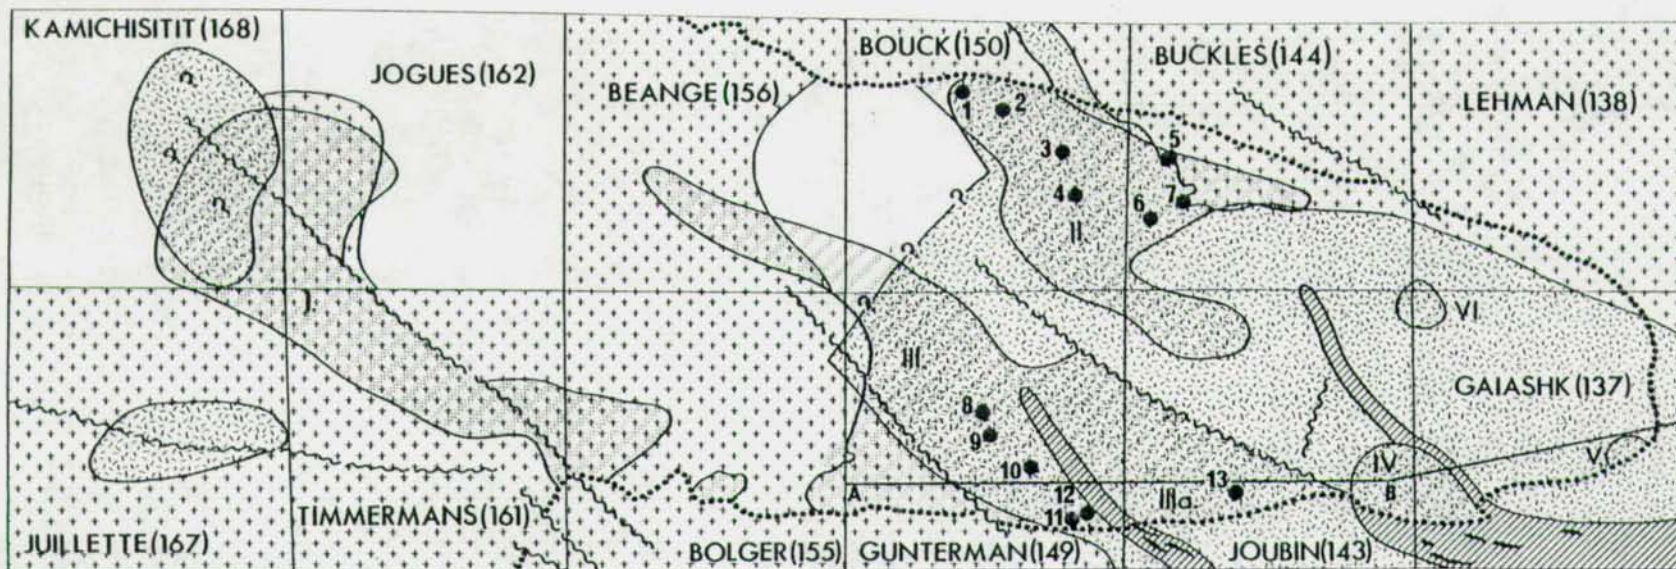 KAMICHISITIT (168)
JOGUES (162)
BEANGE (156)
BOUCK (150)
BUCKLES (144)
LEHMAN (138)
?
?
?
1
2
3
4
5
6
7
II
?
?
?
I
III
VI
GAIASHK (137)
8
9
10
11
12
13
A
IIIa
IV
B
V
JUILLETTE (167)
TIMMERMANS (161)
BOLGER (155)
GUNTERMAN (149)
JOUBIN (143)